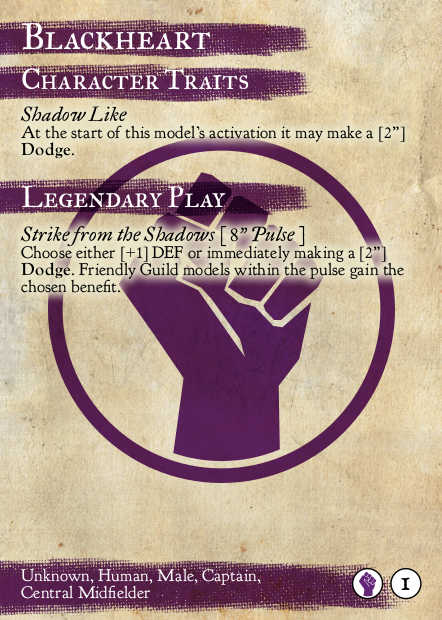 Blackheart
Character Traits
Shadow Like
At the start of this model's activation it may make a [2"]
Dodge.
Legendary Play
Strike from the Shadows [ 8" Pulse ]
Choose either [+1] DEF or immediately making a [2"]
Dodge. Friendly Guild models within the pulse gain the
chosen benefit.
Unknown, Human, Male, Captain,
Central Midfielder
1